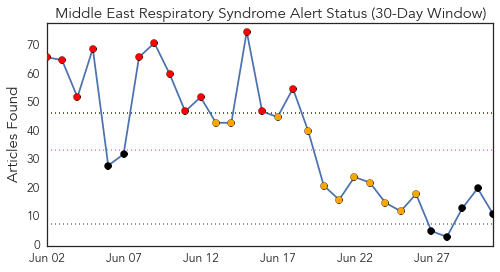 Middle East Respiratory Syndrome Alert Status (30-Day Window)
Articles Found
70
60
50
40
30
20
10
0
Jun 02 Jun 07 Jun 12 Jun 17 Jun 22 Jun 27